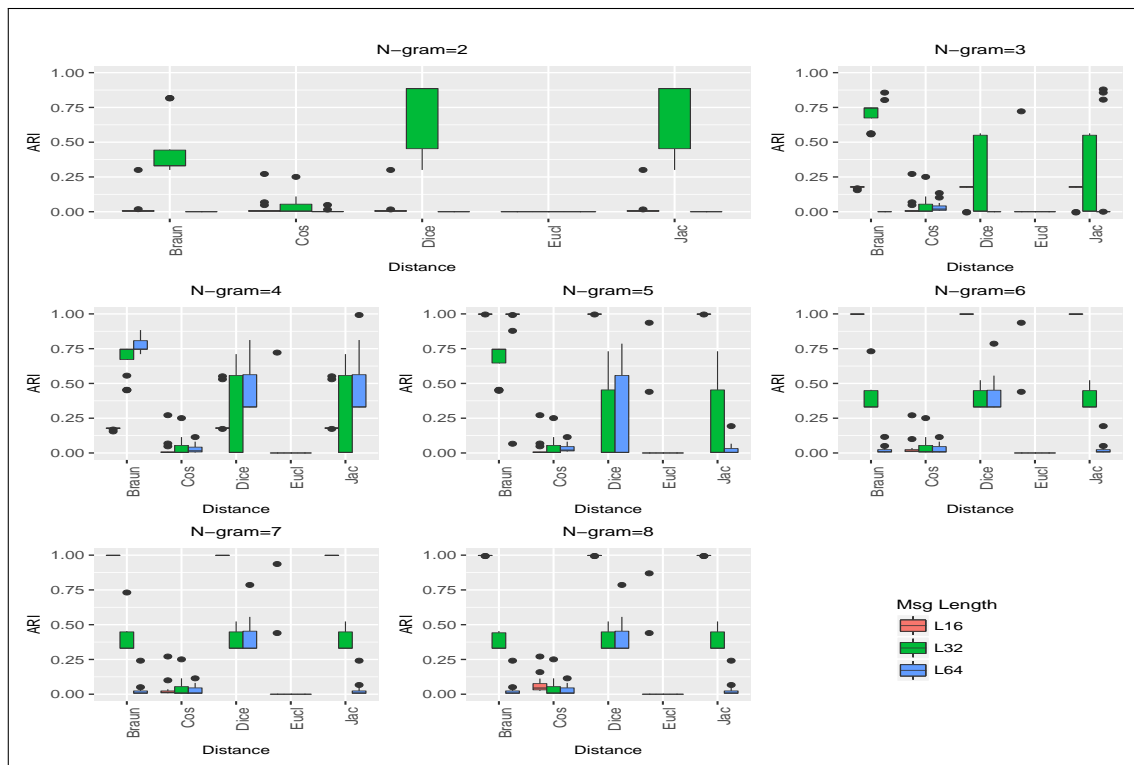 N-gram=2
1.00
0.75
0.50
0.25
0.00
ARI
Braun
Cos
Dice
Eucl
Jac
Distance
N-gram=3
1.00
0.75
0.50
0.25
0.00
ARI
Braun
Cos
Dice
Eucl
Jac
Distance
N-gram=4
1.00
0.75
0.50
0.25
0.00
ARI
Braun
Cos
Dice
Eucl
Jac
Distance
N-gram=5
1.00
0.75
0.50
0.25
0.00
ARI
Braun
Cos
Dice
Eucl
Jac
Distance
N-gram=6
1.00
0.75
0.50
0.25
0.00
ARI
Braun
Cos
Dice
Eucl
Jac
Distance
N-gram=7
1.00
0.75
0.50
0.25
0.00
ARI
Braun
Cos
Dice
Eucl
Jac
Distance
N-gram=8
1.00
0.75
0.50
0.25
0.00
ARI
Braun
Cos
Dice
Eucl
Jac
Distance
Msg Length
L16
L32
L64